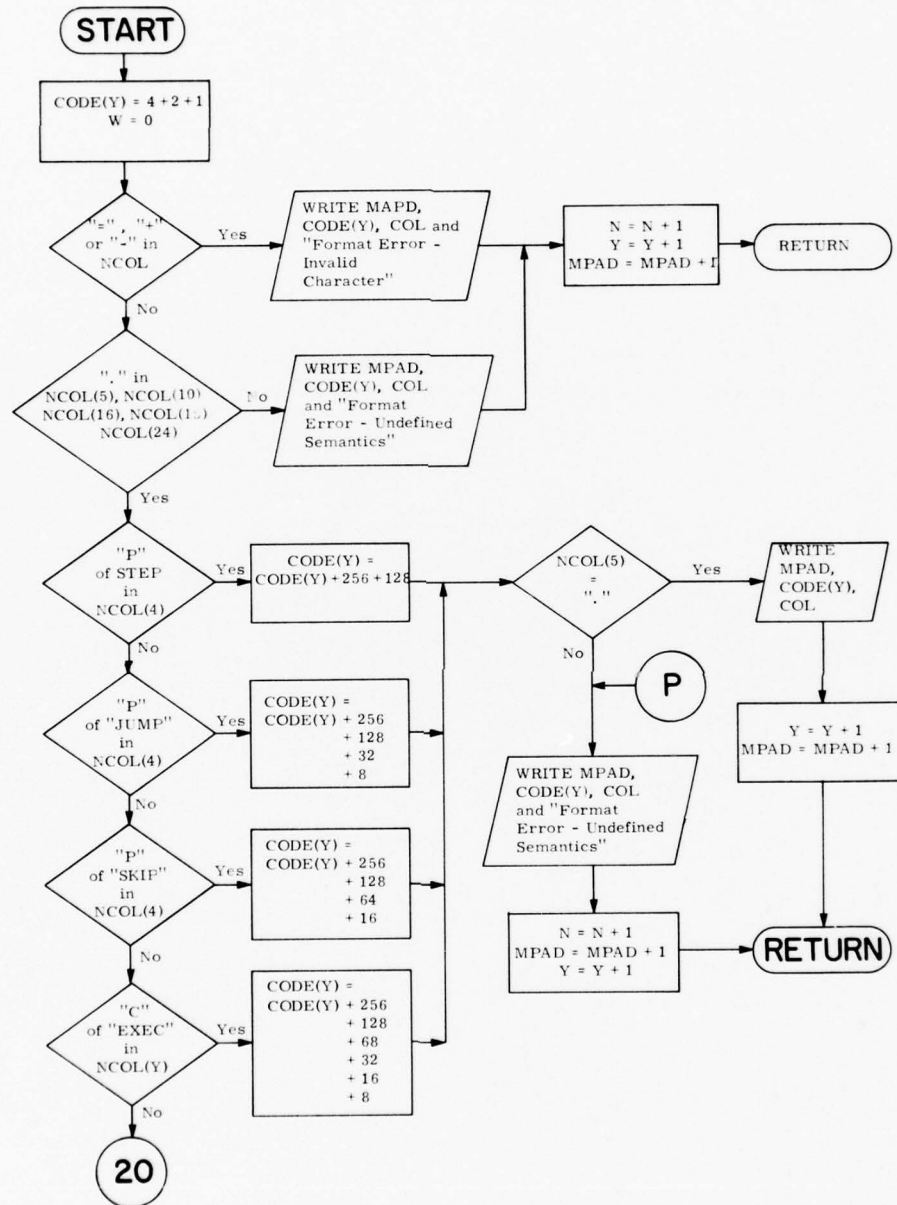 START
CODE(Y) = 4 + 2 + 1
W = 0
"=" , "+"
or "-" in
NCOL
Yes
WRITE MAPD,
CODE(Y), COL and
"Format Error -
Invalid
Character"
N = N + 1
Y = Y + 1
MPAD = MPAD + 1
RETURN
No
"." in
NCOL(5), NCOL(10)
NCOL(16),
NCOL(24)
No
WRITE MPAD,
CODE(Y), COL
and "Format
Error - Undefined
Semantics"
Yes
"P"
of STEP
in
NCOL(4)
Yes
CODE(Y) =
CODE(Y) + 256 + 128
NCOL(5)
=
"."
Yes
WRITE
MPAD,
CODE(Y),
COL
No
No
P
"P"
of "JUMP"
in
NCOL(4)
Yes
CODE(Y) =
CODE(Y) + 256
+ 128
+ 32
+ 8
Y = Y + 1
MPAD = MPAD + 1
WRITE MPAD,
CODE(Y), COL
and "Format
Error - Undefined
Semantics"
No
"P"
of "SKIP"
in
NCOL(4)
Yes
CODE(Y) =
CODE(Y) + 256
+ 128
+ 64
+ 16
N = N + 1
MPAD = MPAD + 1
Y = Y + 1
RETURN
No
"C"
of "EXEC"
in
NCOL(Y)
Yes
CODE(Y) =
CODE(Y) + 256
+ 128
+ 68
+ 32
+ 16
+ 8
No
20